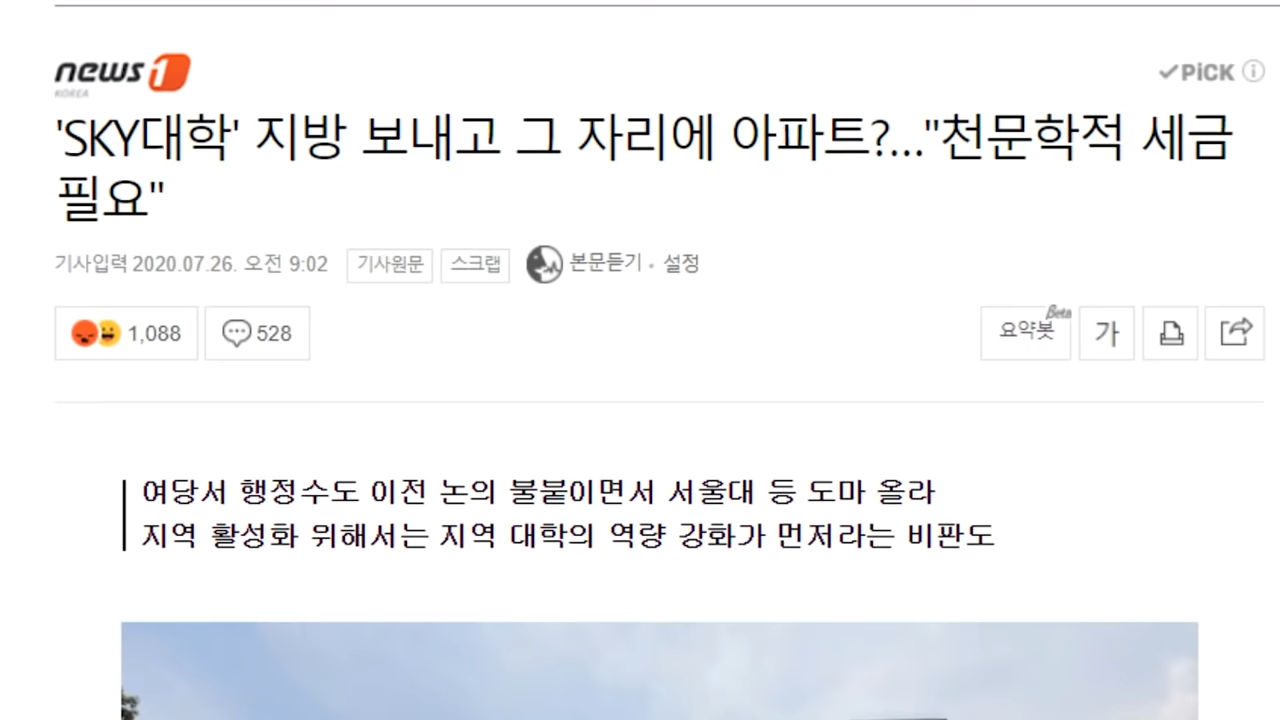 news1
KOREA
PiCK
'SKY대학' 지방 보내고 그 자리에 아파트?..."천문학적 세금
필요"
기사입력 2020.07.26. 오전 9:02 기사원문 스크랩 본문듣기 · 설정
1,088 528 요약봇 Beta 가
여당서 행정수도 이전 논의 불붙이면서 서울대 등 도마 올라
지역 활성화 위해서는 지역 대학의 역량 강화가 먼저라는 비판도